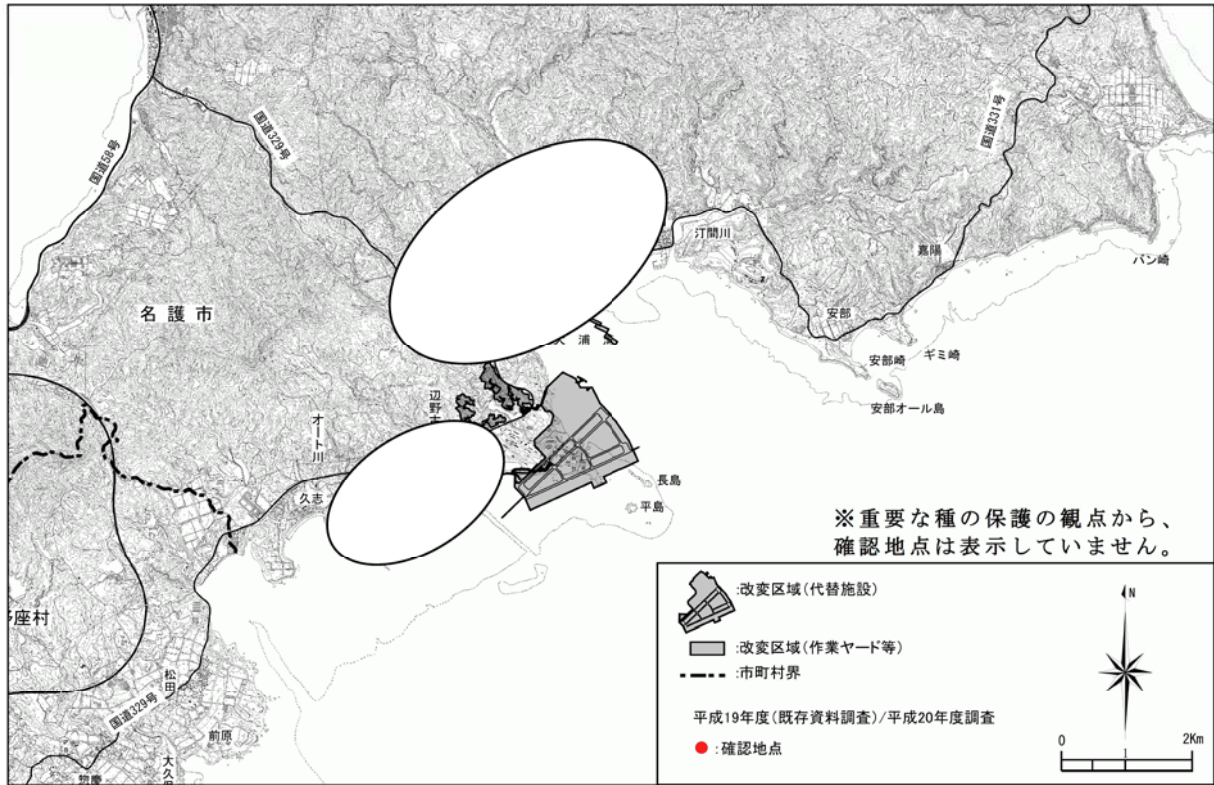 国道58号
国道329号
国道331号
汀間川
嘉陽
バン崎
名護市
安部
安部崎
ギミ崎
安部オール島
浦
辺野古
オート川
久志
長島
平島
※重要な種の保護の観点から、
確認地点は表示していません。
座村
松田
国道329号
前原
大久保
惣慶
:改変区域(代替施設)
:改変区域(作業ヤード等)
:市町村界
平成19年度(既存資料調査)/平成20年度調査
:確認地点
N
0 1 2Km